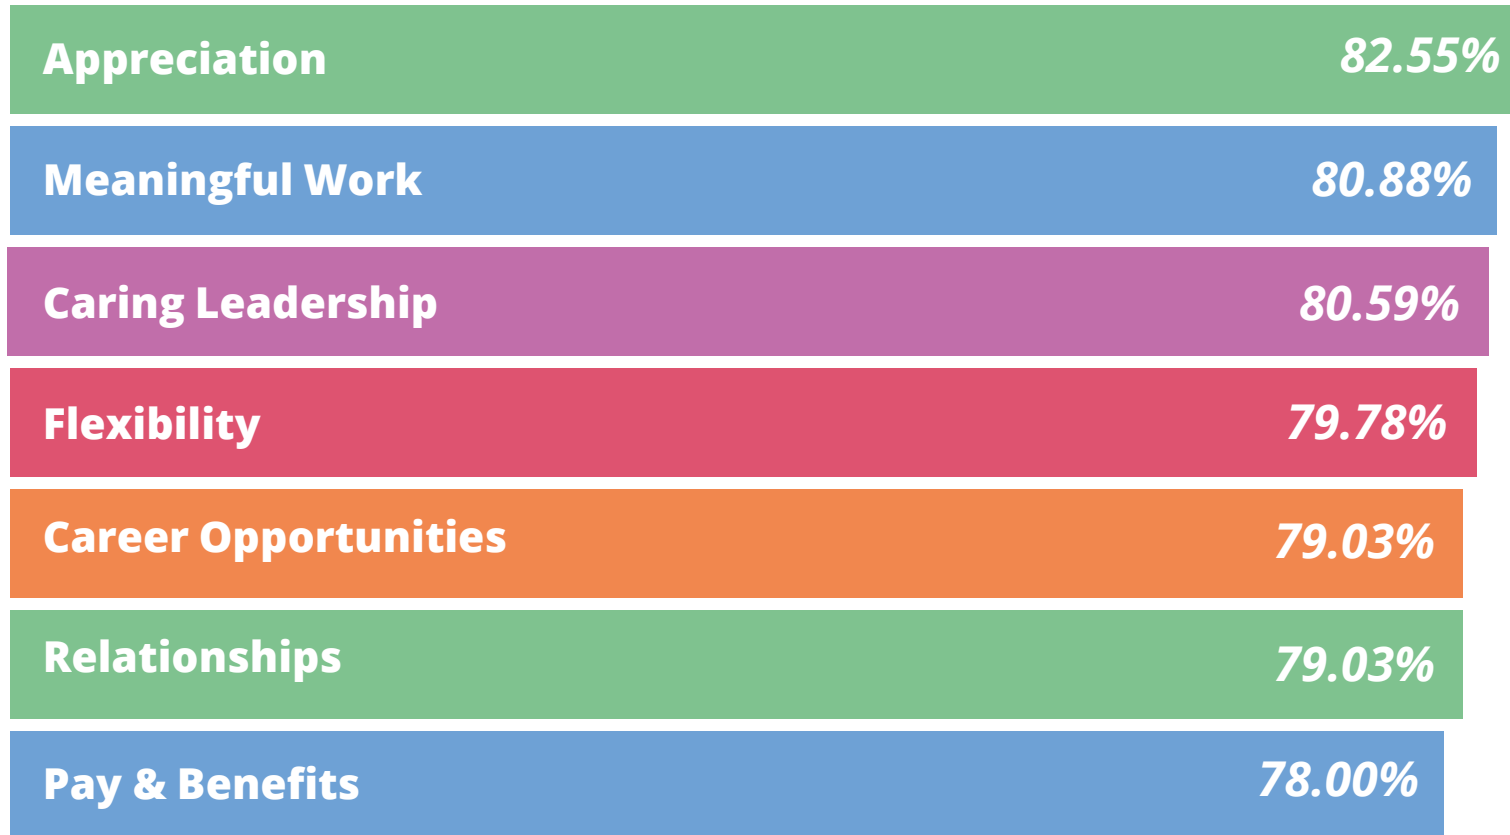 Appreciation 82.55%
Meaningful Work 80.88%
Caring Leadership 80.59%
Flexibility 79.78%
Career Opportunities 79.03%
Relationships 79.03%
Pay & Benefits 78.00%